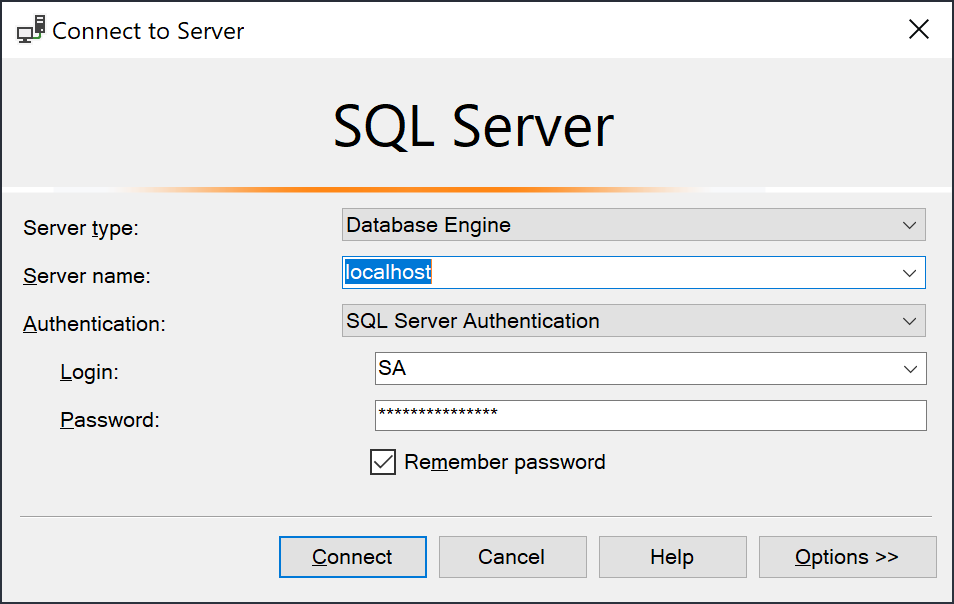 Connect to Server
SQL Server
Server type: Database Engine
Server name: localhost
Authentication: SQL Server Authentication
Login: SA
Password: ***************
Remember password
Connect Cancel Help Options >>